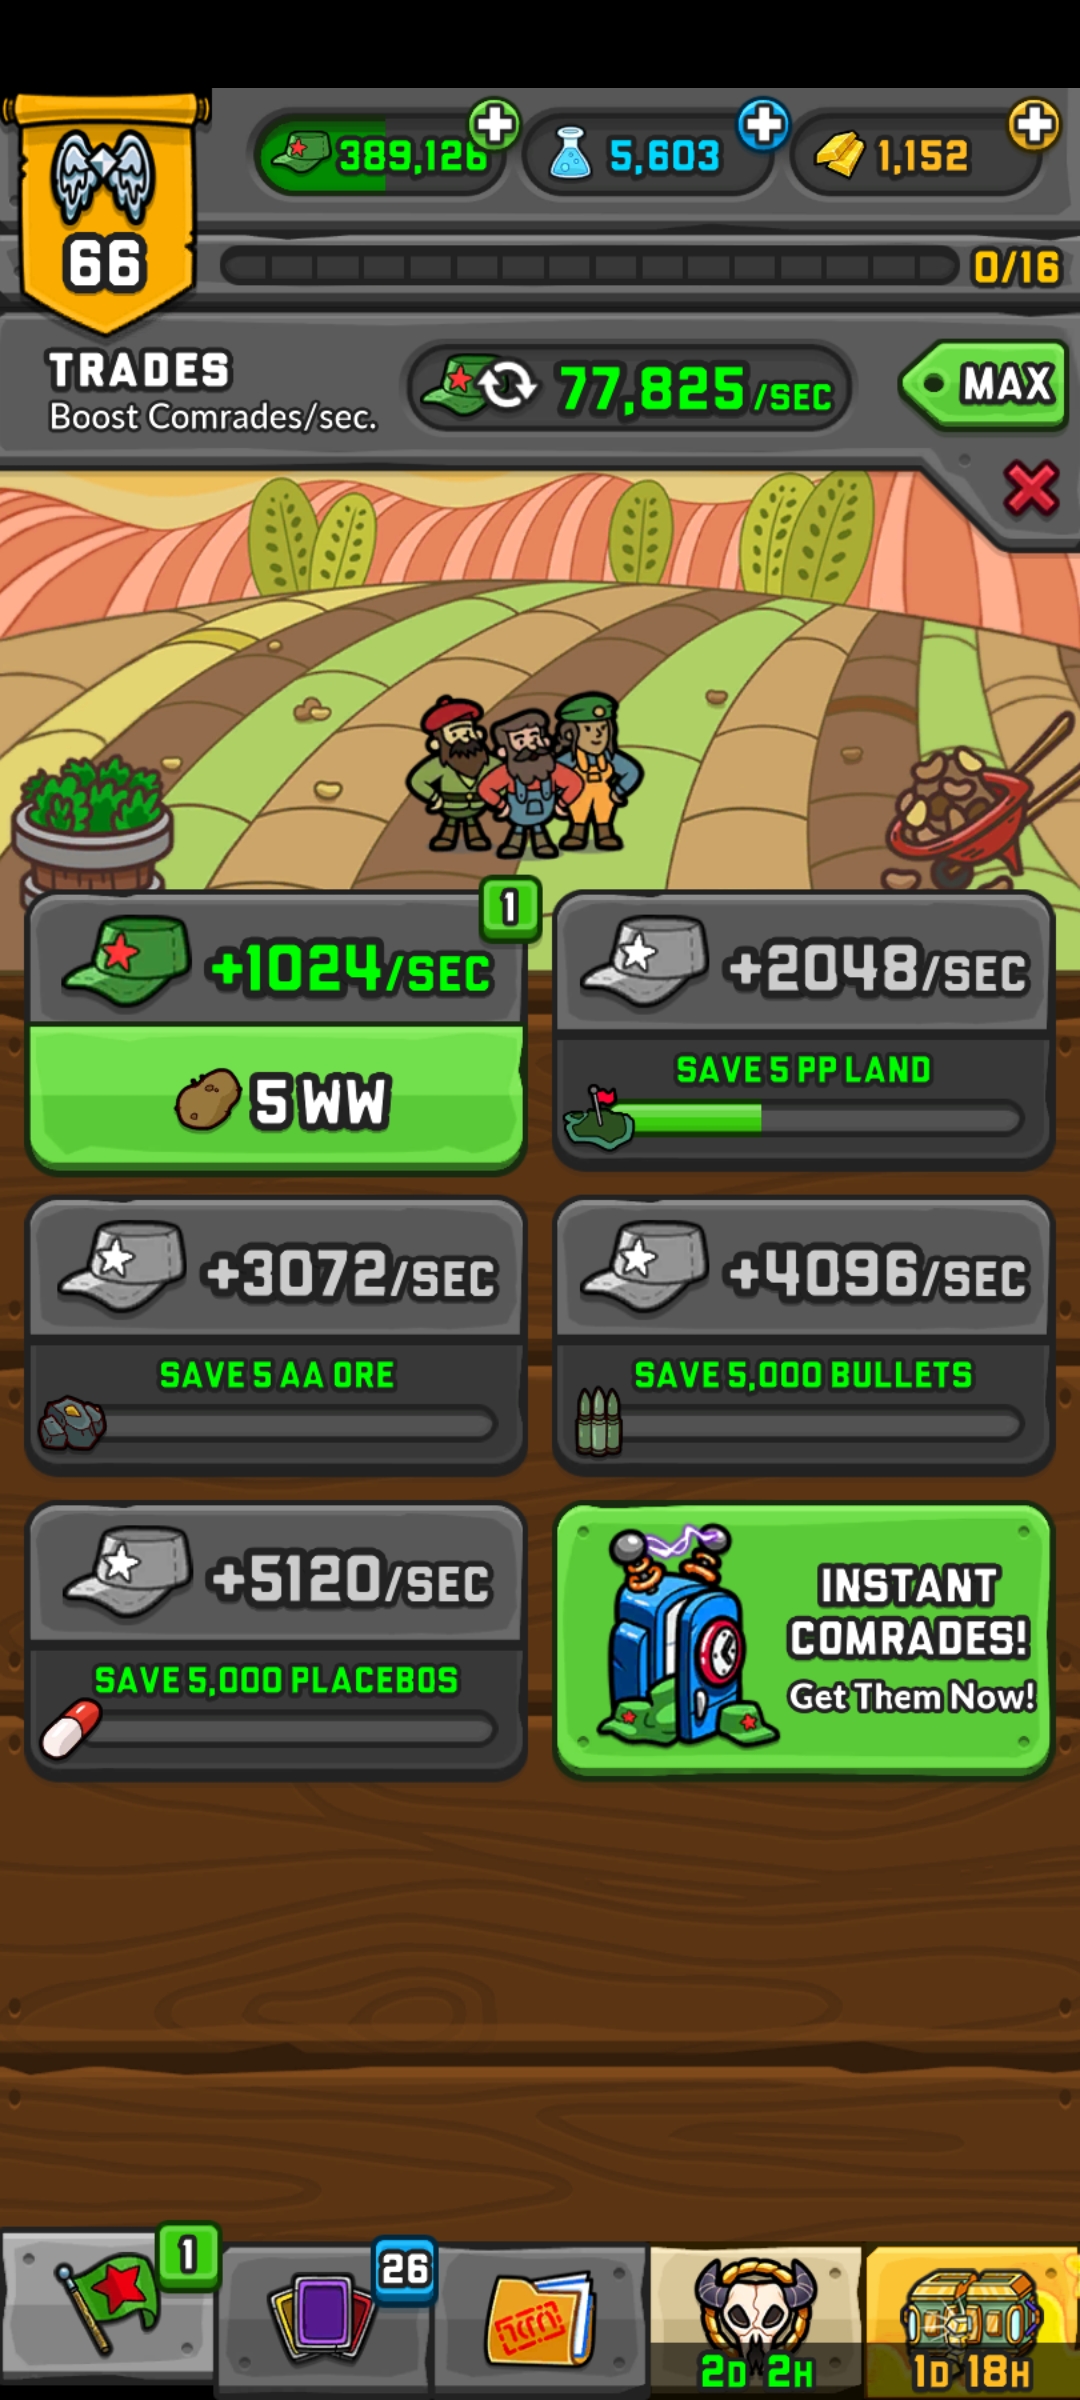 389,126
5,603
1,152
66
0/16
TRADES
Boost Comrades/sec.
77,825/SEC
MAX
1
+1024/SEC
5 WW
+2048/SEC
SAVE 5 PP LAND
+3072/SEC
SAVE 5 AA ORE
+4096/SEC
SAVE 5,000 BULLETS
+5120/SEC
SAVE 5,000 PLACEBOS
INSTANT
COMRADES!
Get Them Now!
1
26
2D 2H
1D 18H